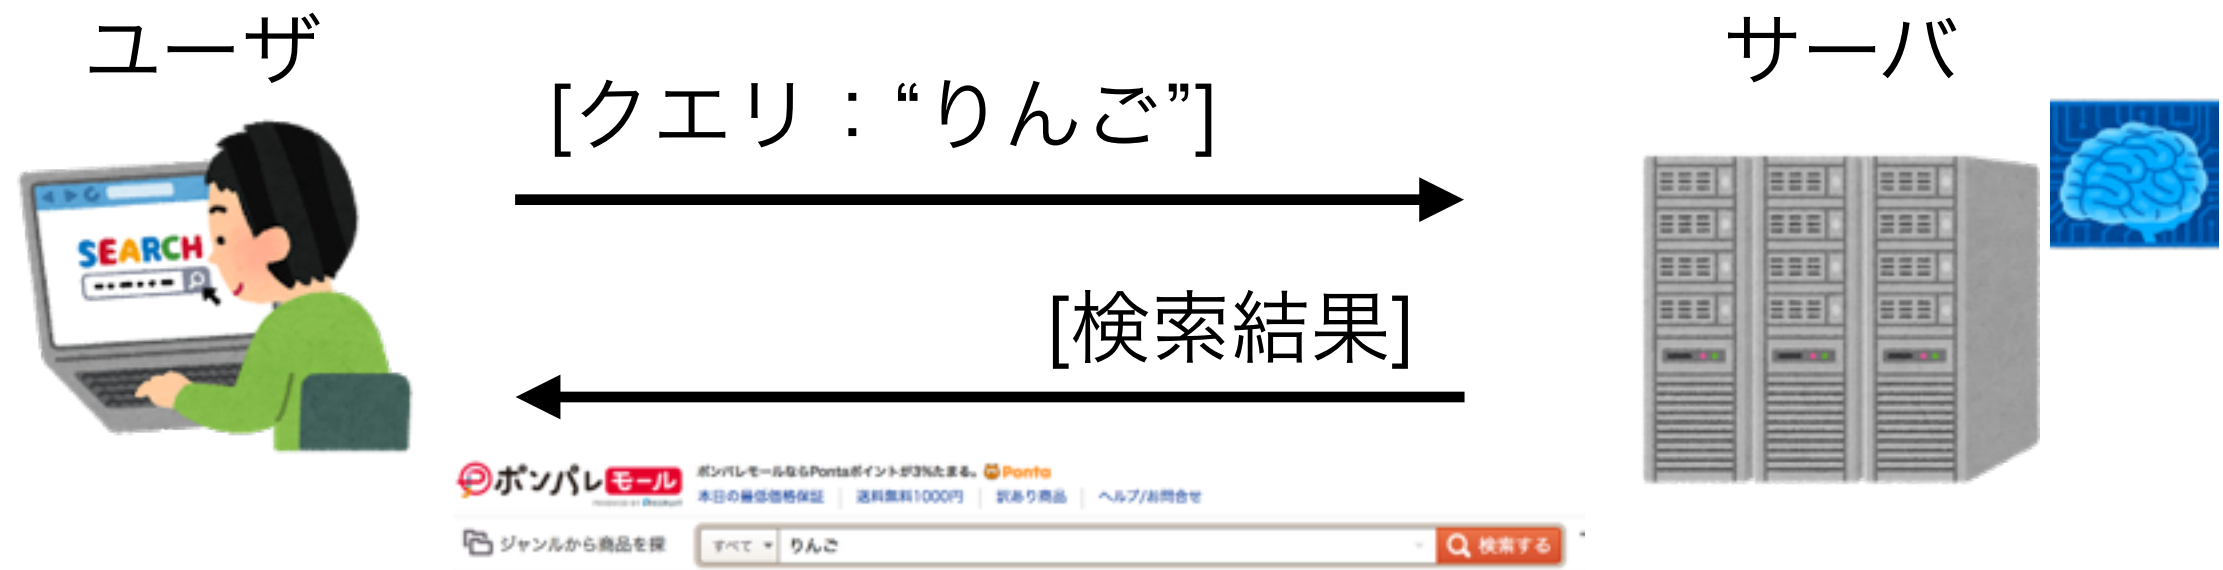 ユーザ
サーバ
[クエリ：“りんご”]
SEARCH
[検索結果]
ポンパレモール
ポンパレモールならPontaポイントが3%たまる。 Ponta
本日の最低価格保証 送料無料1000円 訳あり商品 ヘルプ/お問合せ
ジャンルから商品を探 すべて りんご 検索する